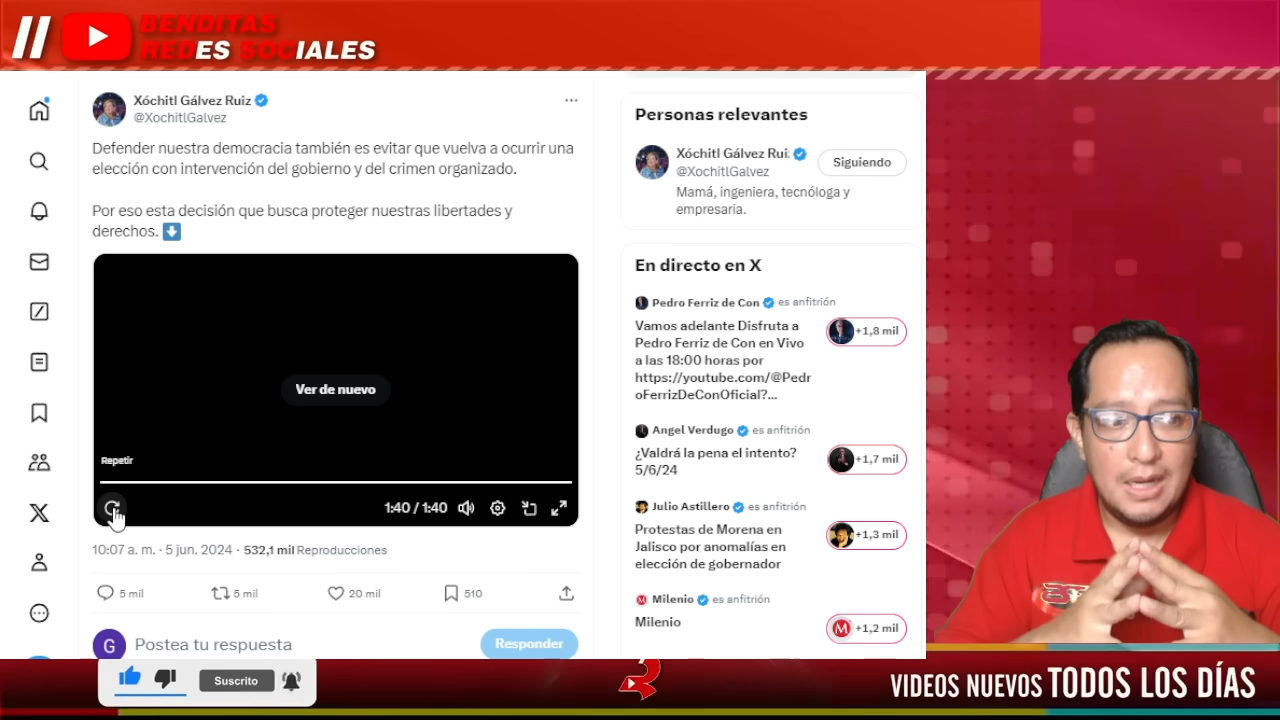 BENDITAS
REDES SOCIALES
Xóchitl Gálvez Ruiz
@XochitlGalvez
Defender nuestra democracia también es evitar que vuelva a ocurrir una
elección con intervención del gobierno y del crimen organizado.
Por eso esta decisión que busca proteger nuestras libertades y
derechos.
Ver de nuevo
Repetir
1:40 / 1:40
10:07 a. m. · 5 jun. 2024 · 532,1 mil Reproducciones
5 mil
5 mil
20 mil
510
G
Postea tu respuesta
Responder
Personas relevantes
Xóchitl Gálvez Rui
@XochitlGalvez
Siguiendo
Mamá, ingeniera, tecnóloga y
empresaria.
En directo en X
Pedro Ferriz de Con es anfitrión
Vamos adelante Disfruta a
Pedro Ferriz de Con en Vivo
a las 18:00 horas por
https://youtube.com/@Pedr
oFerrizDeConOficial?...
+1,8 mil
Angel Verdugo es anfitrión
¿Valdrá la pena el intento?
5/6/24
+1,7 mil
Julio Astillero es anfitrión
Protestas de Morena en
Jalisco por anomalías en
elección de gobernador
+1,3 mil
Milenio es anfitrión
Milenio
+1,2 mil
Suscrito
VIDEOS NUEVOS TODOS LOS DÍAS